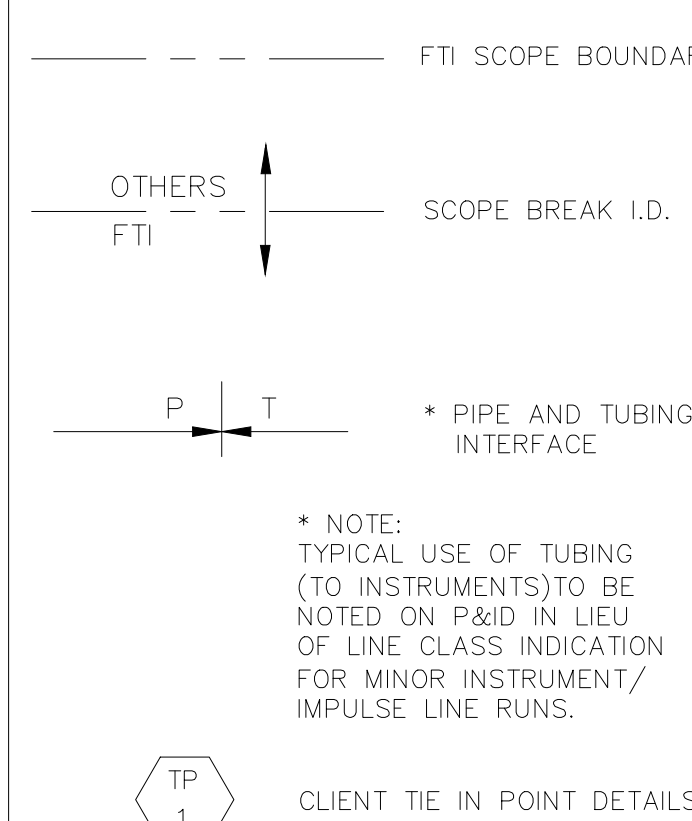 FTI SCOPE
OTHERS
FTI
SCOPE BREAK I.D.
P T
* PIPE AND TUBING
INTERFACE
* NOTE:
TYPICAL USE OF TUBING
(TO INSTRUMENTS)TO BE
NOTED ON P&ID IN LIEU
OF LINE CLASS INDICATION
FOR MINOR INSTRUMENT/
IMPULSE LINE RUNS.
TP
1
CLIENT TIE IN POINT DETAILS